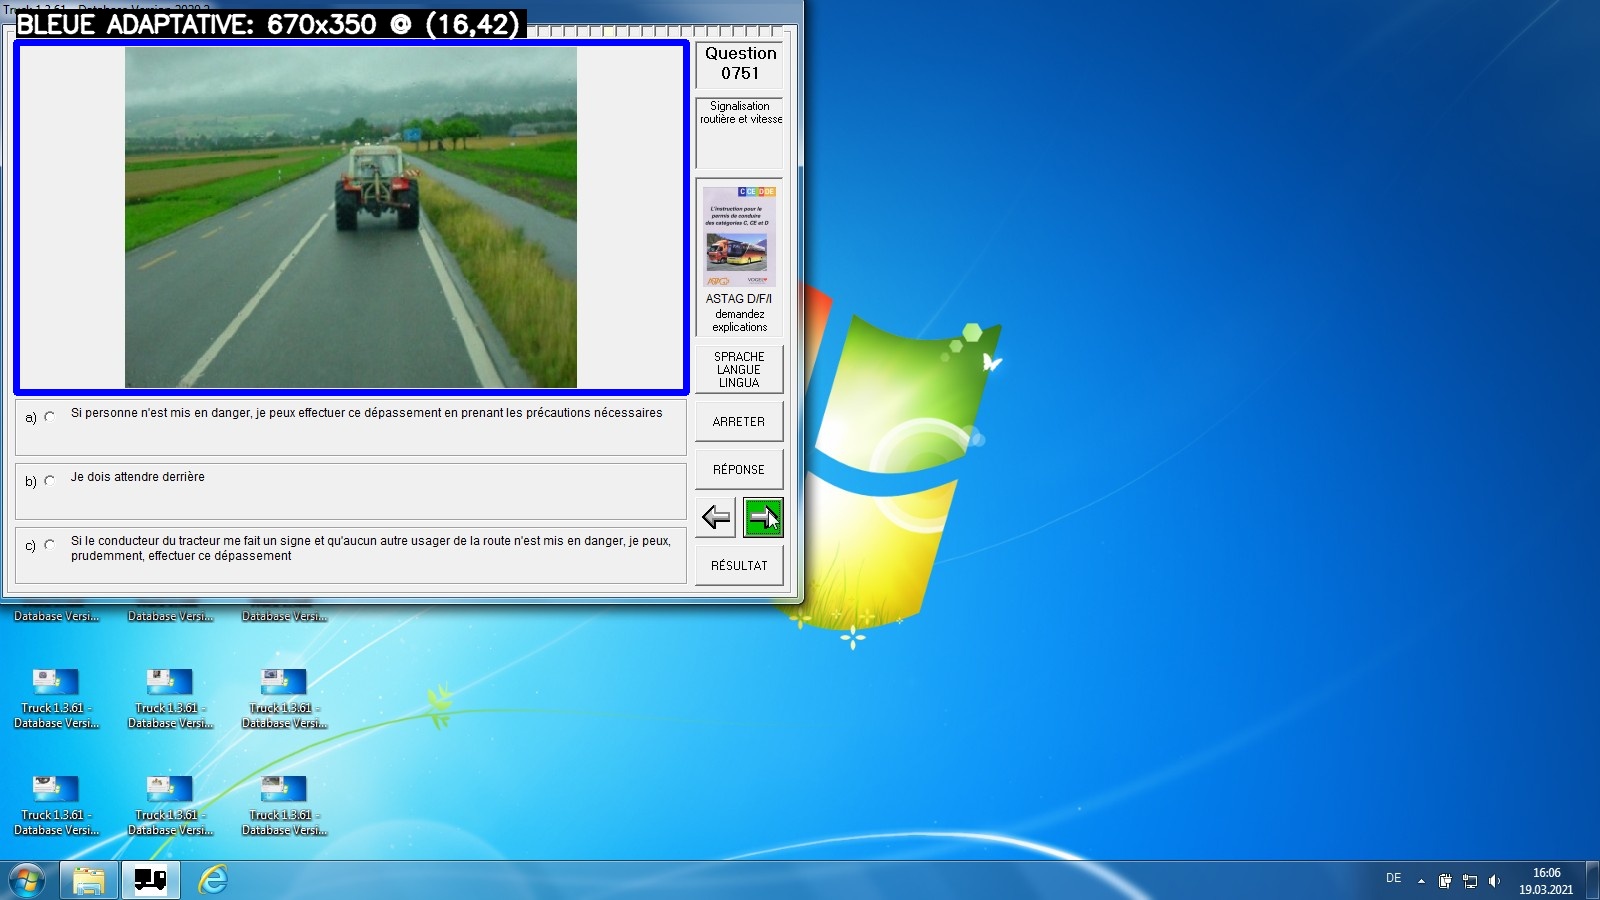 BLEUE ADAPTATIVE: 670x350 @ (16,42)
Question
0751
Signalisation
routière et vitesse
C CE D DE
L'instruction pour le
permis de conduire
des catégories C, CE et D
ASTAG D/F/I
demandez
explications
SPRACHE
LANGUE
LINGUA
ARRETER
RÉPONSE
RÉSULTAT
a) Si personne n'est mis en danger, je peux effectuer ce dépassement en prenant les précautions nécessaires
b) Je dois attendre derrière
c) Si le conducteur du tracteur me fait un signe et qu'aucun autre usager de la route n'est mis en danger, je peux,
prudemment, effectuer ce dépassement
Database Versi... Database Versi... Database Versi...
Truck 1.3.61 - Truck 1.3.61 - Truck 1.3.61 -
Database Versi... Database Versi... Database Versi...
Truck 1.3.61 - Truck 1.3.61 - Truck 1.3.61 -
Database Versi... Database Versi... Database Versi...
DE
16:06
19.03.2021